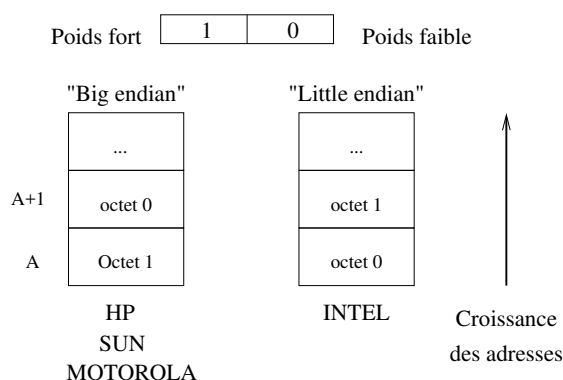 Poids fort 1 0 Poids faible
"Big endian" "Little endian"
... ...
A+1 octet 0 octet 1
A Octet 1 octet 0
HP INTEL Croissance
SUN des adresses
MOTOROLA